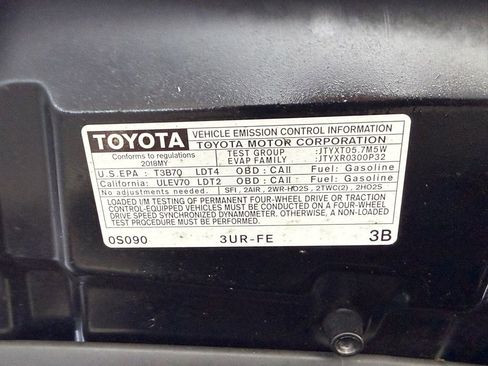 TOYOTA
Conforms to regulations
2018MY
VEHICLE EMISSION CONTROL INFORMATION
TOYOTA MOTOR CORPORATION
TEST GROUP :JTYXT05.7M5W
EVAP FAMILY :JTYXR0300P32
U.S.EPA : T3B70 LDT4 OBD : CAII Fuel: Gasoline
California: ULEV70 LDT2 OBD : CAII Fuel: Gasoline
No adjustments needed. SFI, 2AIR, 2WR-HO2S, 2TWC(2), 2HO2S
LOADED I/M TESTING OF PERMANENT FOUR-WHEEL DRIVE OR TRACTION
CONTROL EQUIPPED VEHICLES MUST BE CONDUCTED ON A FOUR-WHEEL
DRIVE SPEED SYNCHRONIZED DYNAMOMETER. OTHERWISE, A NON-LOADED
TEST PROCEDURE MUST BE PERFORMED.
0S090 3UR-FE 3B